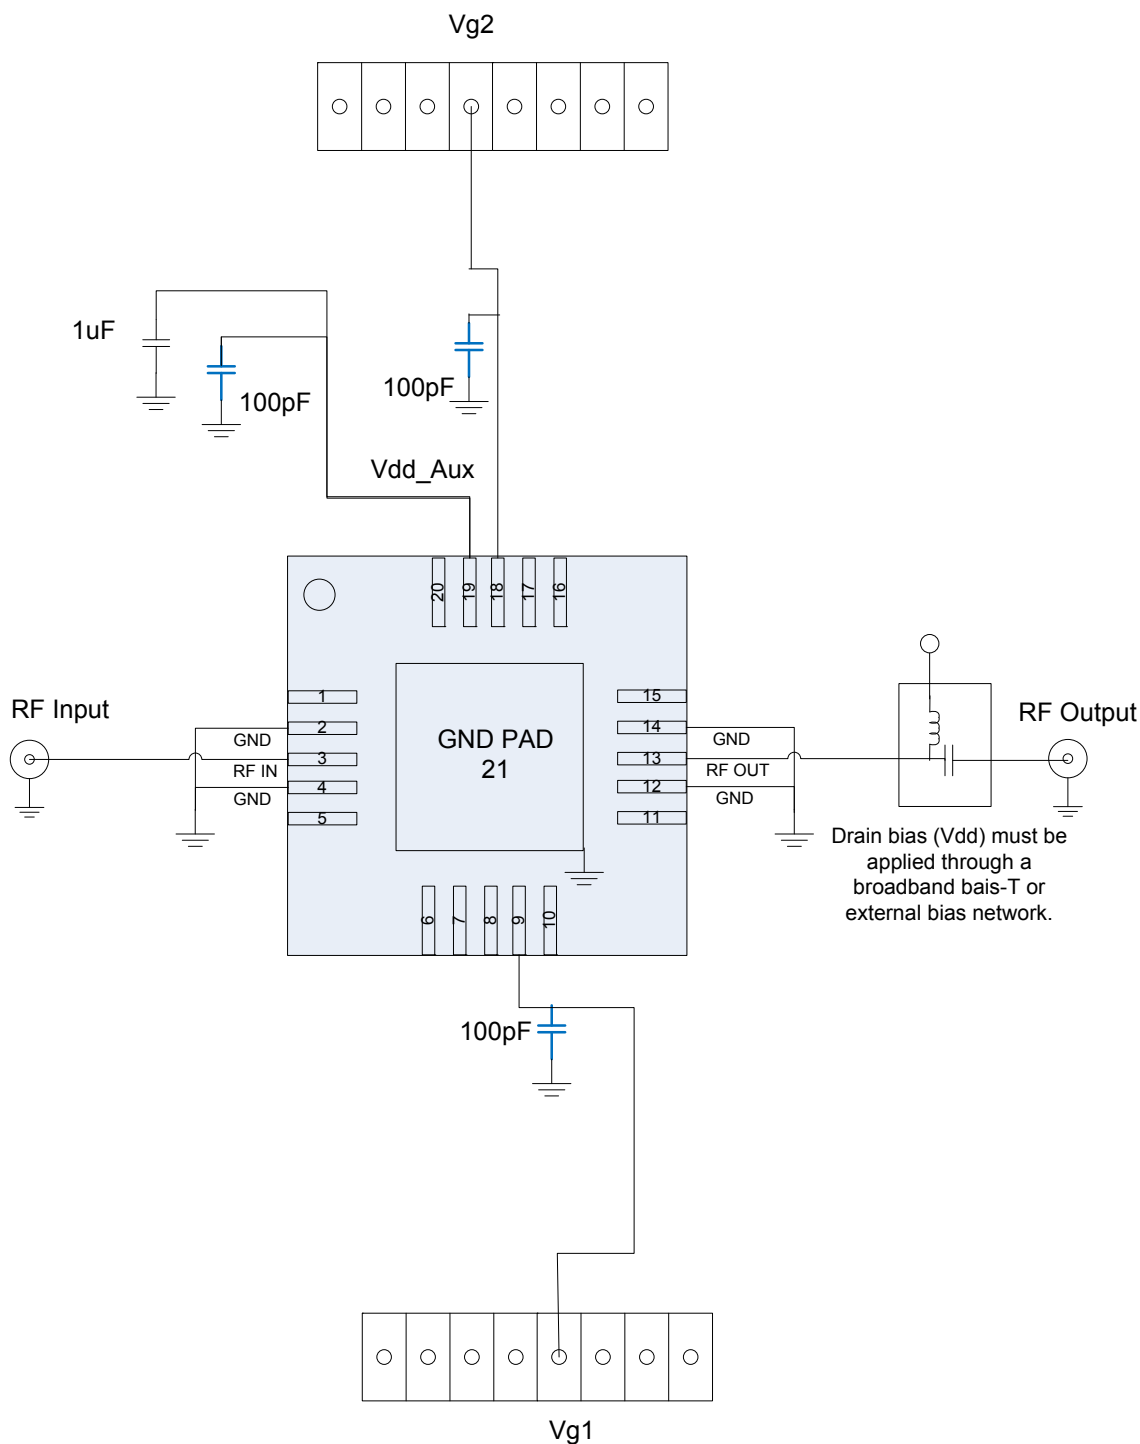 Vg2
1uF
100pF
100pF
Vdd_Aux
20
19
18
17
16
RF Input
1
2
3
4
5
GND
RF IN
GND
GND PAD
21
15
14
13
12
11
GND
RF OUT
GND
RF Output
Drain bias (Vdd) must be
applied through a
broadband bais-T or
external bias network.
6
7
8
9
10
100pF
Vg1